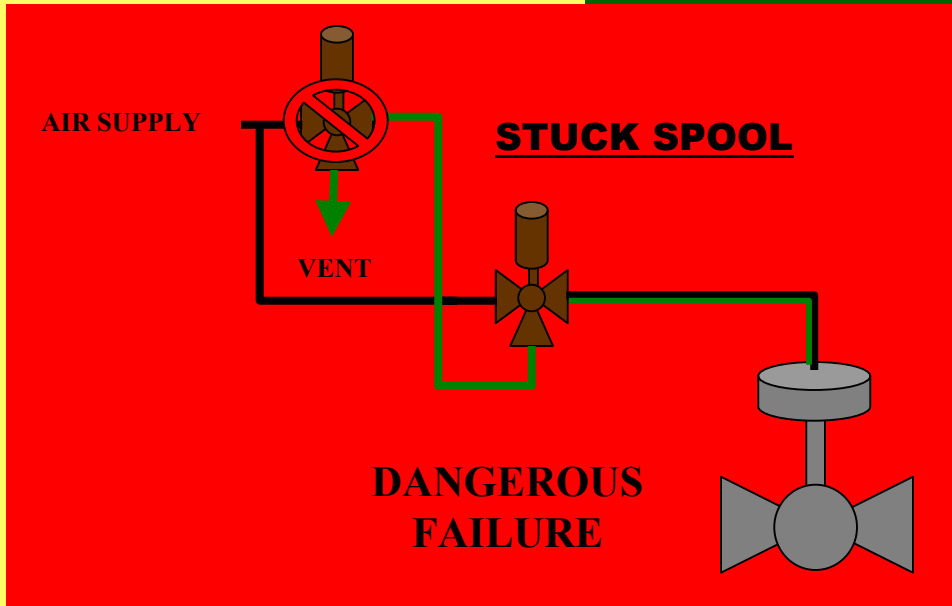 AIR SUPPLY
STUCK SPOOL
VENT
DANGEROUS
FAILURE